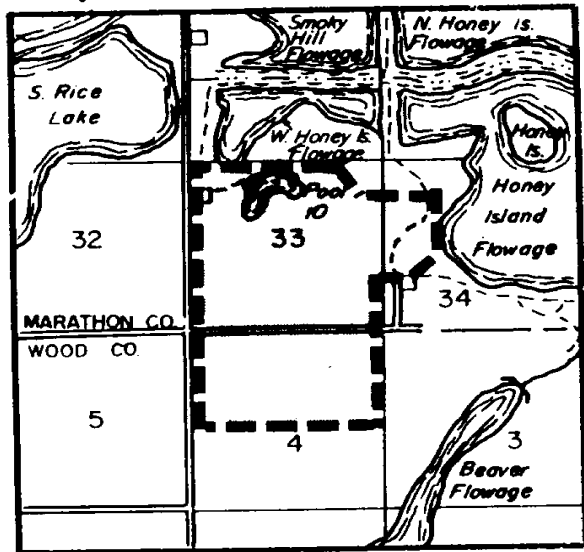 Smoky
Hill
Flowage
N. Honey Is.
Flowage
S. Rice
Lake
W. Honey Is.
Flowage
Honey
Is.
Pool
10
Honey
Island
Flowage
32
33
34
MARATHON CO.
WOOD CO.
5
4
3
Beaver
Flowage